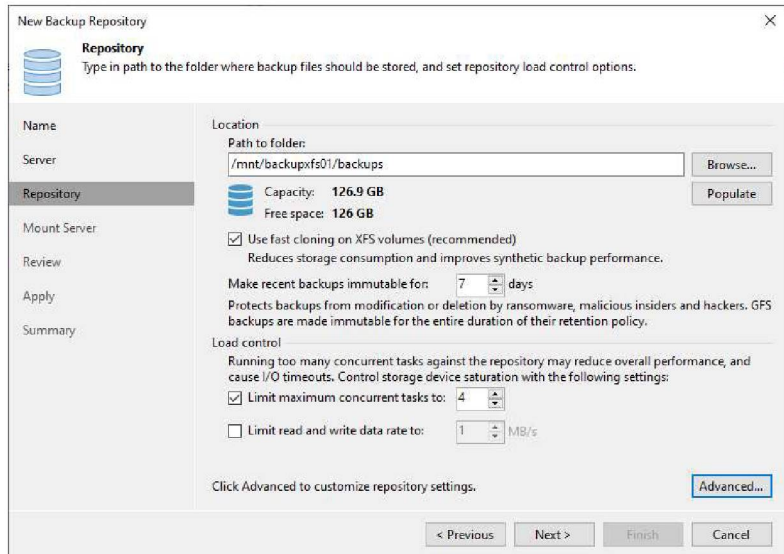 New Backup Repository
Repository
Type in path to the folder where backup files should be stored, and set repository load control options.
Name
Server
Repository
Mount Server
Review
Apply
Summary
Location
Path to folder:
/mnt/backupxfs01/backups
Browse...
Capacity: 126.9 GB
Populate
Free space: 126 GB
Use fast cloning on XFS volumes (recommended)
Reduces storage consumption and improves synthetic backup performance.
Make recent backups immutable for: 7 days
Protects backups from modification or deletion by ransomware, malicious insiders and hackers. GFS
backups are made immutable for the entire duration of their retention policy.
Load control
Running too many concurrent tasks against the repository may reduce overall performance, and
cause I/O timeouts. Control storage device saturation with the following settings:
Limit maximum concurrent tasks to: 4
Limit read and write data rate to: 1 MB/s
Click Advanced to customize repository settings.
Advanced...
< Previous
Next >
Finish
Cancel